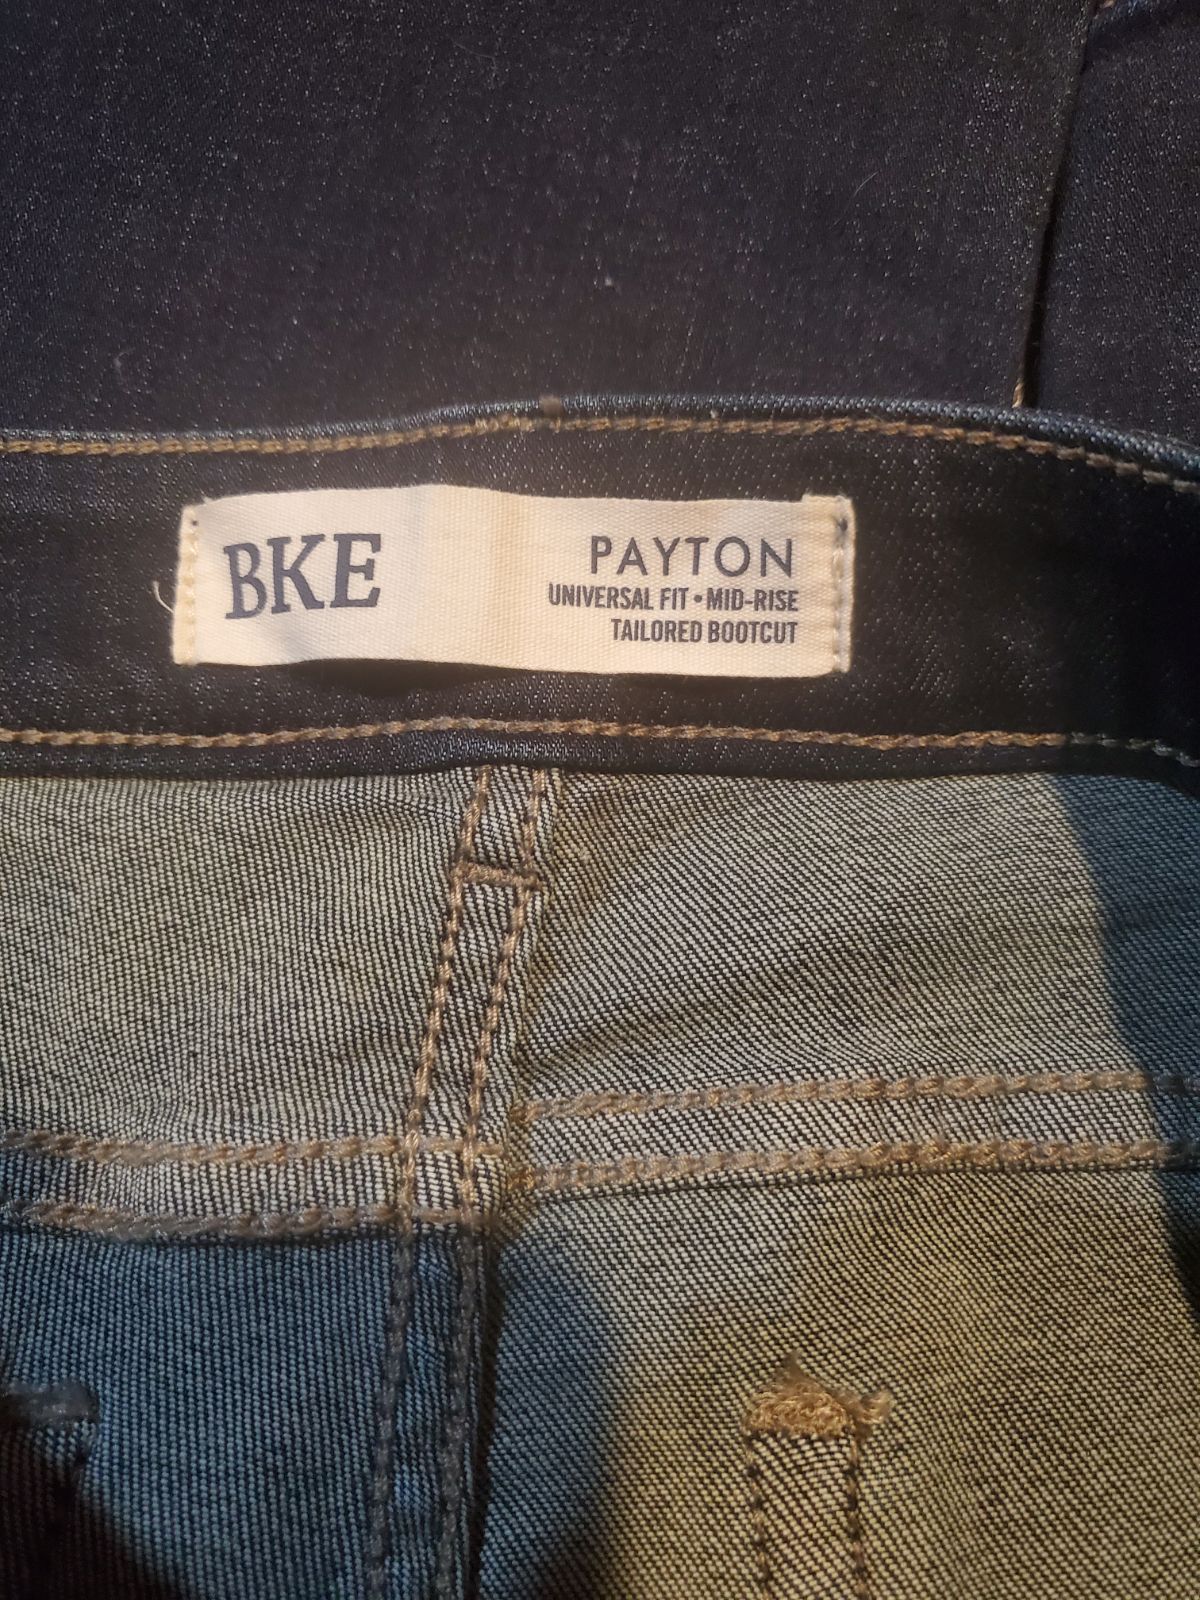 BKE
PAYTON
UNIVERSAL FIT • MID-RISE
TAILORED BOOTCUT